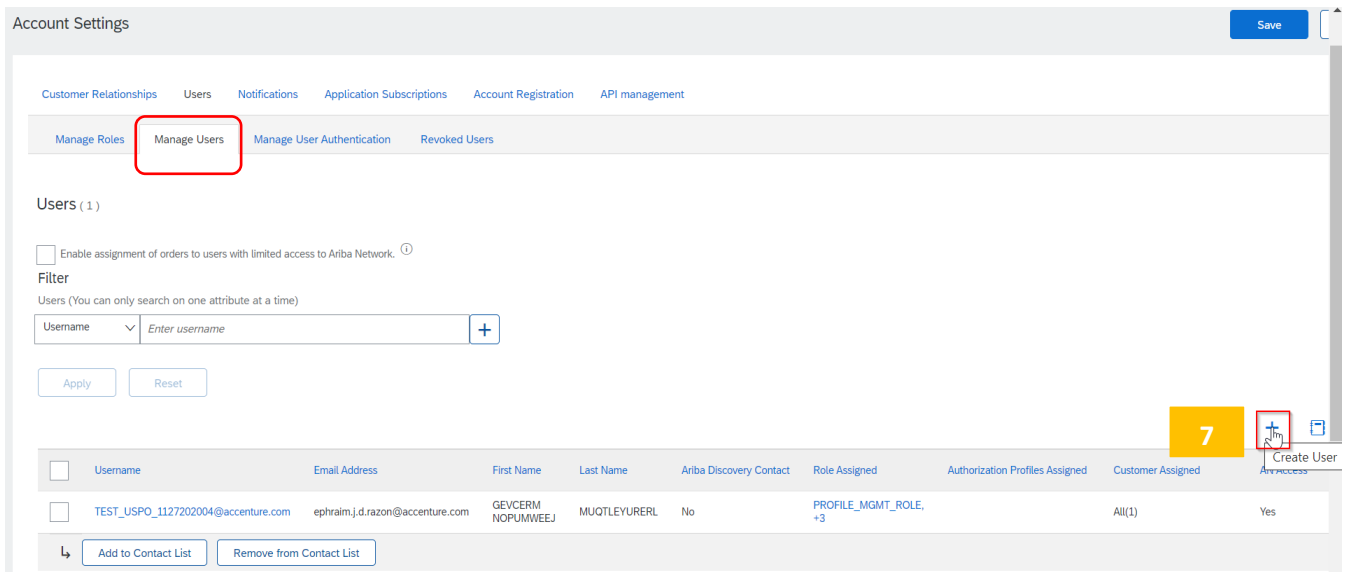 Account Settings
Save
Customer Relationships Users Notifications Application Subscriptions Account Registration API management
Manage Roles Manage Users Manage User Authentication Revoked Users
Users ( 1 )
Enable assignment of orders to users with limited access to Ariba Network.
Filter
Users (You can only search on one attribute at a time)
Username Enter username
Apply Reset
7
Create User
Username Email Address First Name Last Name Ariba Discovery Contact Role Assigned Authorization Profiles Assigned Customer Assigned AN Access
TEST_USPO_1127202004@accenture.com ephraim.j.d.razon@accenture.com GEVCERM NOPUMWEEJ MUQTLEYURERL No PROFILE_MGMT_ROLE, +3 All(1) Yes
Add to Contact List Remove from Contact List